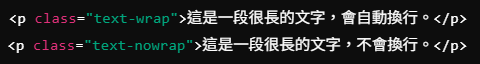 <p class="text-wrap">這是一段很長的文字，會自動換行。</p>
<p class="text-nowrap">這是一段很長的文字，不會換行。</p>